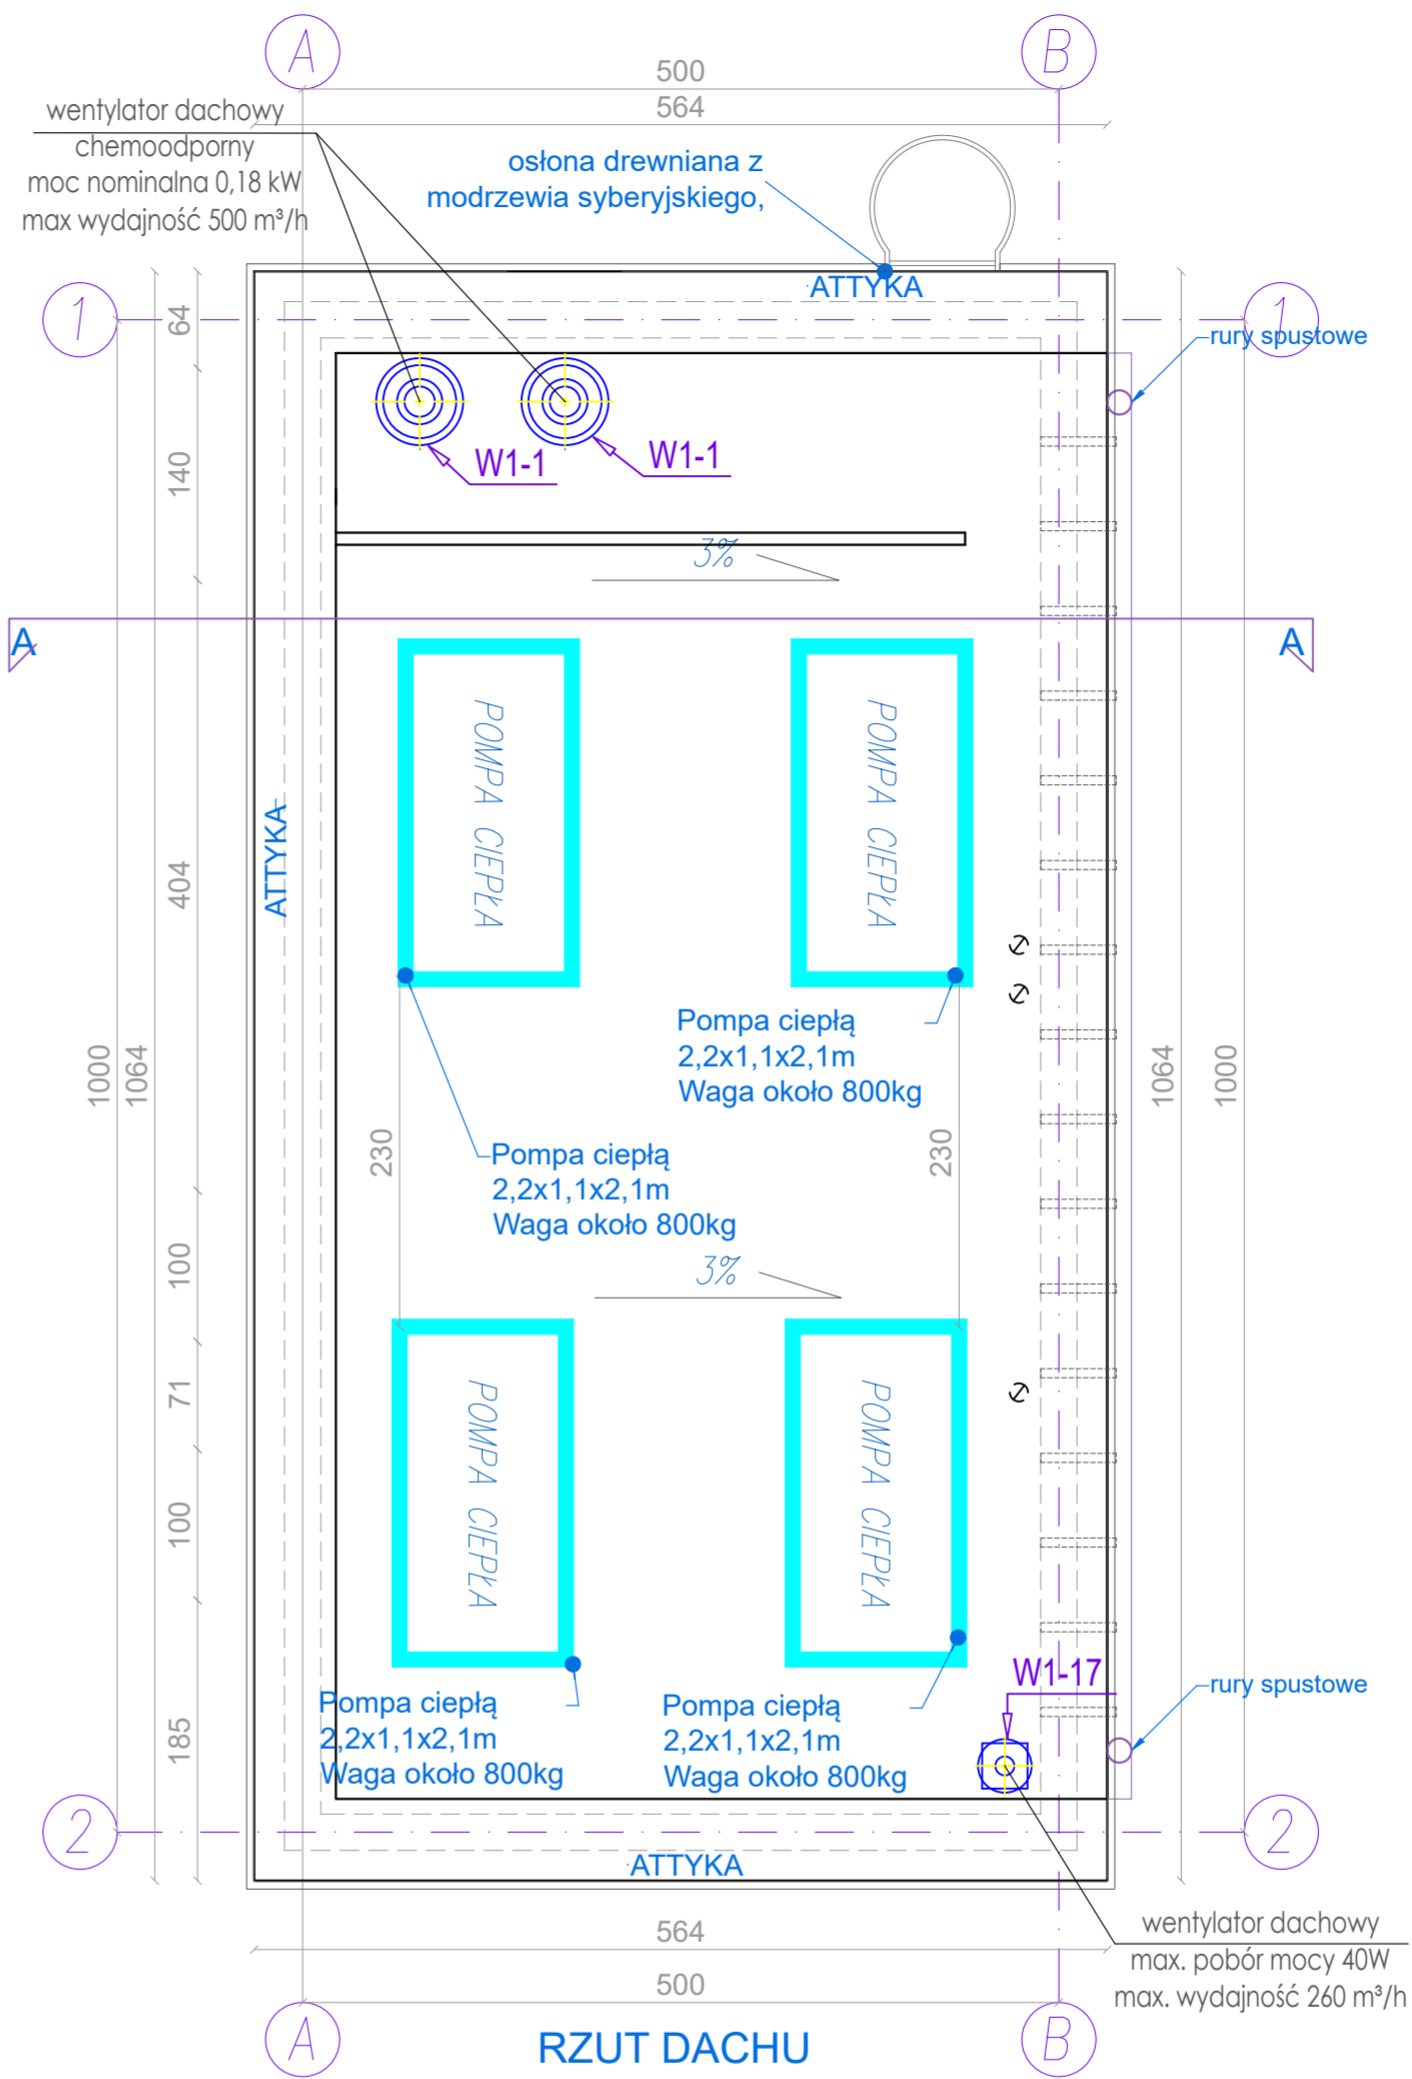 A
B
500
564
wentylator dachowy
chemoodporny
moc nominalna 0,18 kW
max wydajność 500 m³/h
osłona drewniana z
modrzewia syberyjskiego,
ATTYKA
1
1
rury spustowe
64
W1-1
W1-1
140
3%
A
A
POMPA CIEPŁA
POMPA CIEPŁA
ATTYKA
404
Pompa ciepłą
2,2x1,1x2,1m
Waga około 800kg
1000
1064
1064
1000
230
230
Pompa ciepłą
2,2x1,1x2,1m
Waga około 800kg
3%
100
71
POMPA CIEPŁA
POMPA CIEPŁA
100
W1-17
rury spustowe
Pompa ciepłą
2,2x1,1x2,1m
Waga około 800kg
Pompa ciepłą
2,2x1,1x2,1m
Waga około 800kg
185
2
2
ATTYKA
564
wentylator dachowy
max. pobór mocy 40W
max. wydajność 260 m³/h
500
A
B
RZUT DACHU